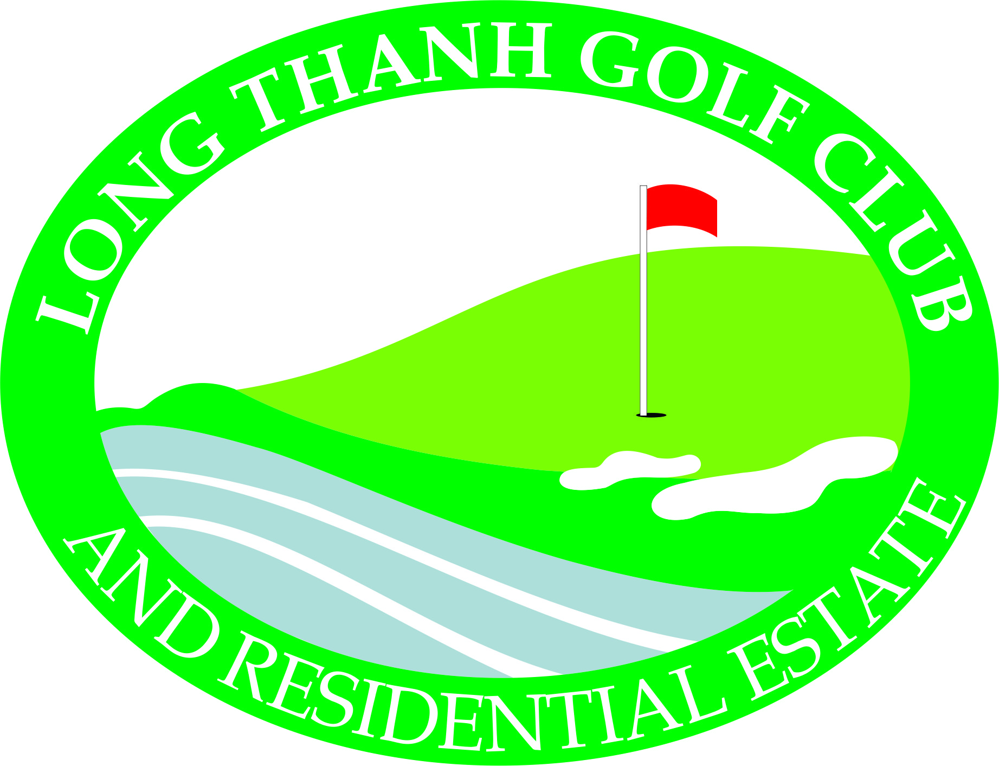 LONG THANH GOLF CLUB
AND RESIDENTIAL ESTATE